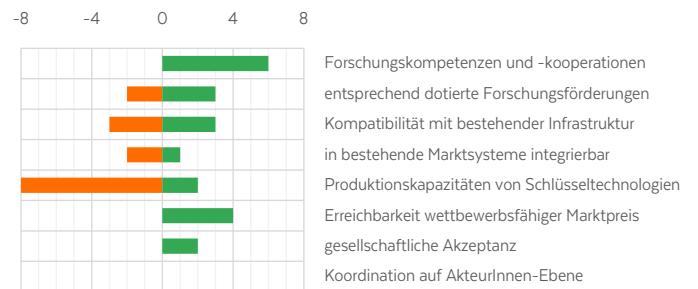 -8 -4 0 4 8
Forschungskompetenzen und -kooperationen
entsprechend dotierte Forschungsförderungen
Kompatibilität mit bestehender Infrastruktur
in bestehende Marktsysteme integrierbar
Produktionskapazitäten von Schlüsseltechnologien
Erreichbarkeit wettbewerbsfähiger Marktpreis
gesellschaftliche Akzeptanz
Koordination auf AkteurInnen-Ebene